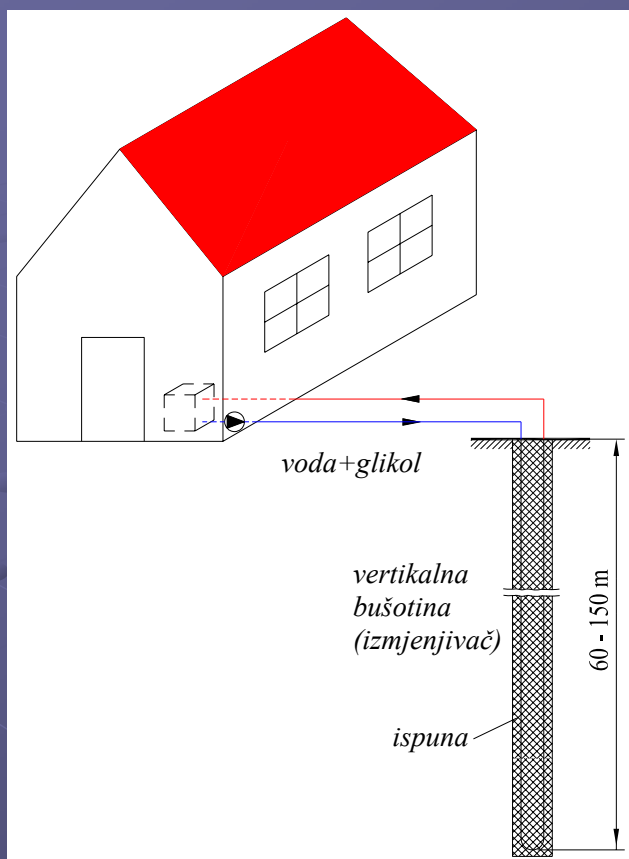 voda+glikol
vertikalna
bušotina
(izmjenjivač)
60 - 150 m
ispuna